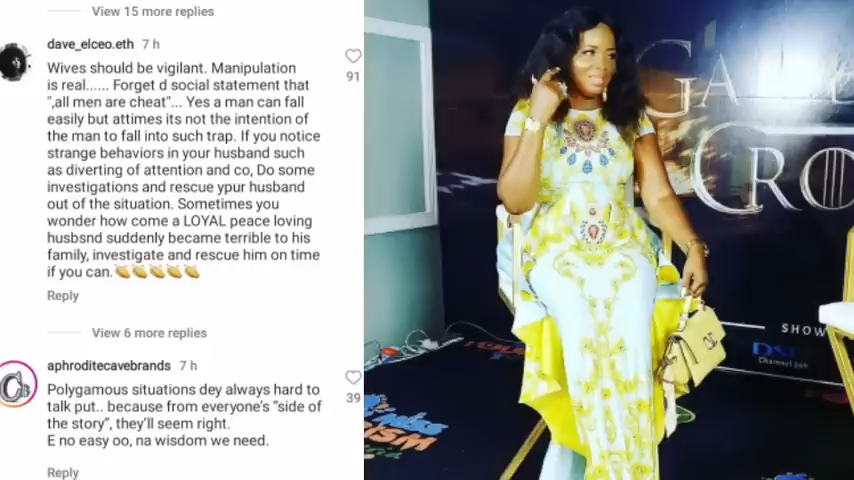 View 15 more replies
dave_elceo.eth 7 h
Wives should be vigilant. Manipulation
is real...... Forget d social statement that
",all men are cheat"... Yes a man can fall
easily but attimes its not the intention of
the man to fall into such trap. If you notice
strange behaviors in your husband such
as diverting of attention and co, Do some
investigations and rescue ypur husband
out of the situation. Sometimes you
wonder how come a LOYAL peace loving
husbsnd suddenly became terrible to his
family, investigate and rescue him on time
if you can.👏👏👏👏👏
91
Reply
View 6 more replies
aphroditecavebrands 7 h
Polygamous situations dey always hard to
talk put.. because from everyone's "side of
the story", they'll seem right.
E no easy oo, na wisdom we need.
39
Reply
GA
CRO
SHOW
DS
Channel